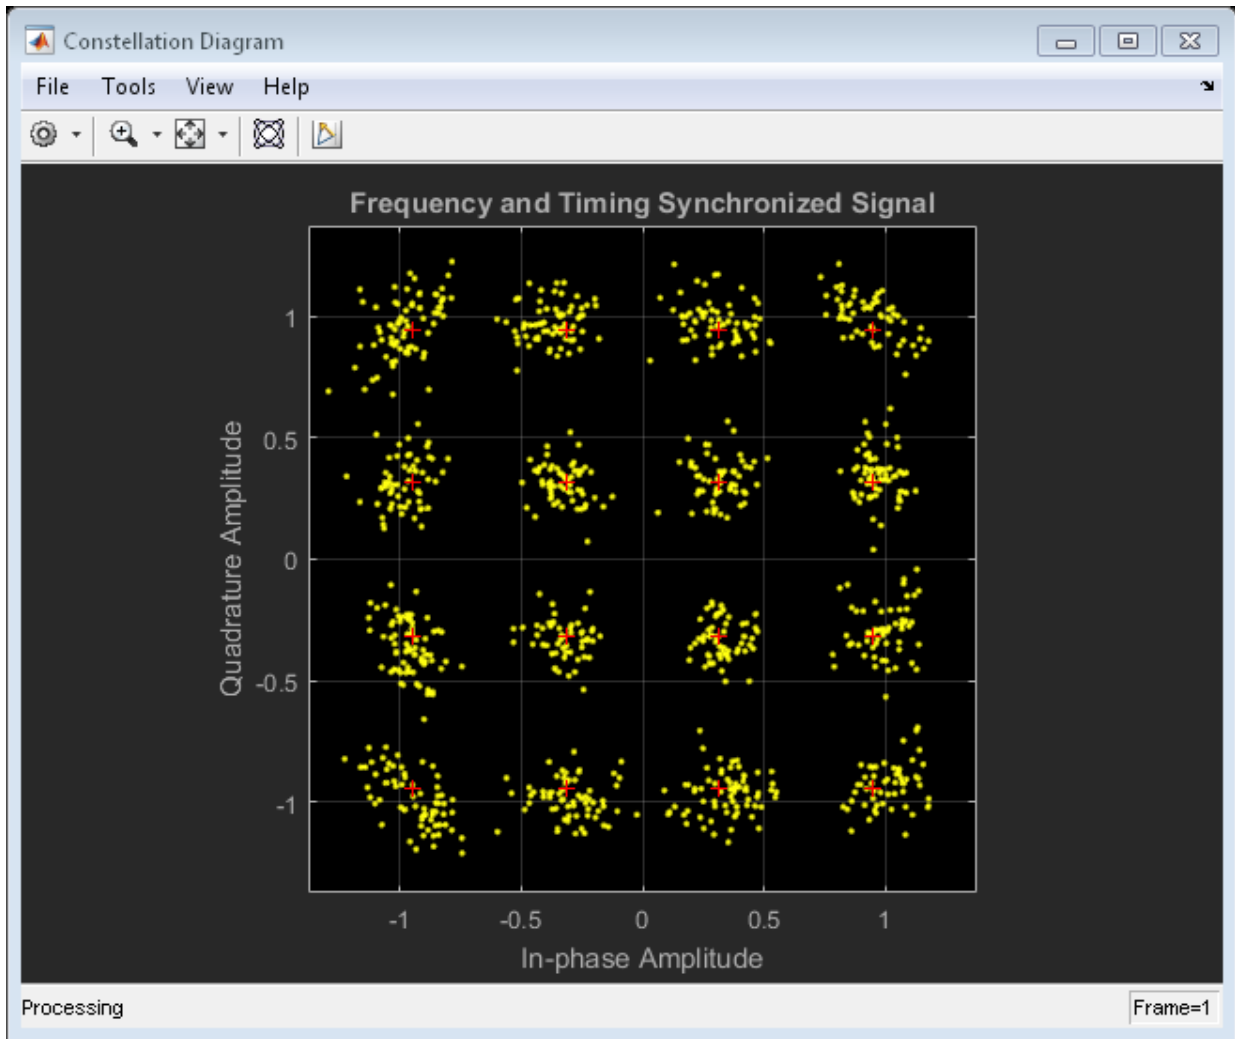 Constellation Diagram
File Tools View Help
Frequency and Timing Synchronized Signal
Quadrature Amplitude
1
0.5
0
-0.5
-1
-1 -0.5 0 0.5 1
In-phase Amplitude
Processing Frame=1